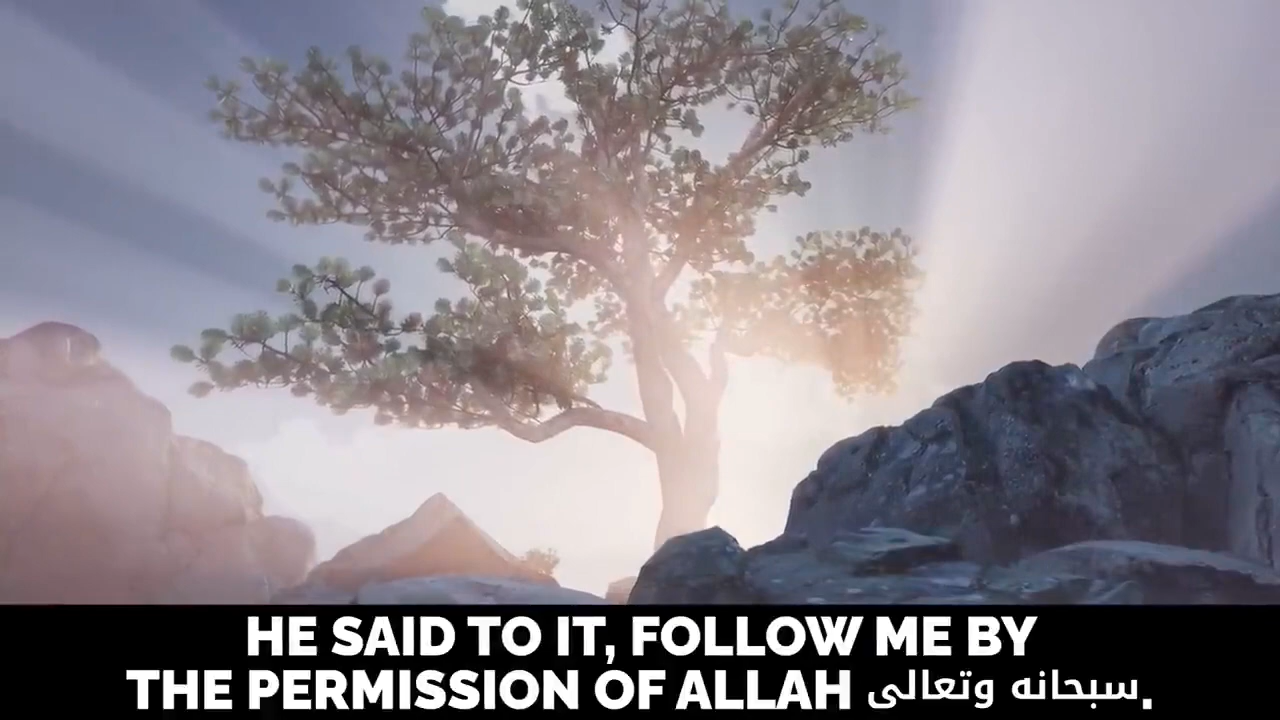 HE SAID TO IT, FOLLOW ME BY
THE PERMISSION OF ALLAH سبحانه وتعالى.